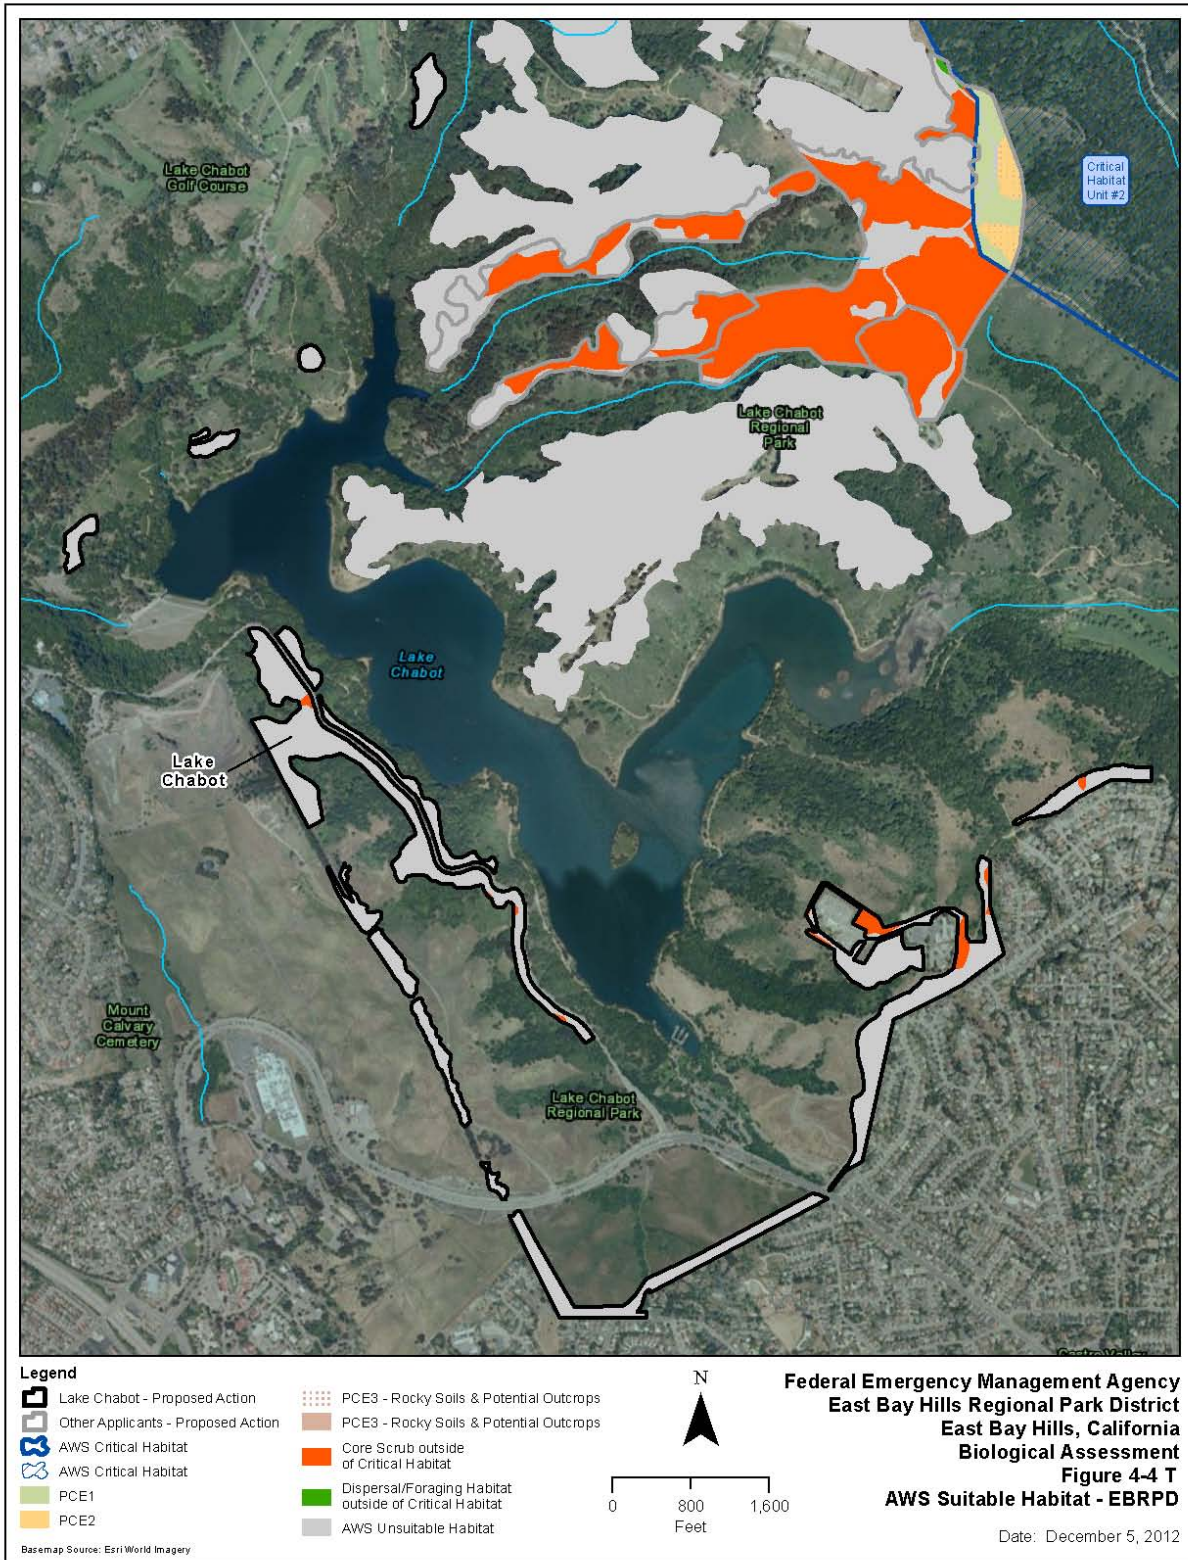 Lake Chabot
Golf Course
Critical
Habitat
Unit #2
Lake Chabot
Regional
Park
Lake
Chabot
Lake
Chabot
Mount
Calvary
Cemetery
Lake Chabot
Regional Park
Castro Valley
Legend
Lake Chabot - Proposed Action
Other Applicants - Proposed Action
AWS Critical Habitat
AWS Critical Habitat
PCE1
PCE2
PCE3 - Rocky Soils & Potential Outcrops
PCE3 - Rocky Soils & Potential Outcrops
Core Scrub outside
of Critical Habitat
Dispersal/Foraging Habitat
outside of Critical Habitat
AWS Unsuitable Habitat
N
0 800 1,600
Feet
Federal Emergency Management Agency
East Bay Hills Regional Park District
East Bay Hills, California
Biological Assessment
Figure 4-4 T
AWS Suitable Habitat - EBRPD
Date: December 5, 2012
Basemap Source: Esri World Imagery